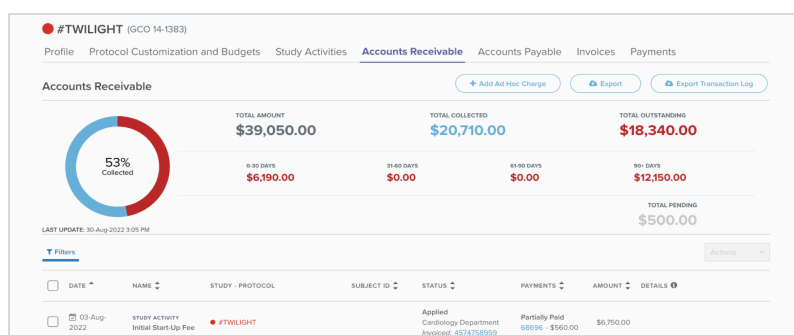 #TWILIGHT (GCO 14-1383)
Profile Protocol Customization and Budgets Study Activities Accounts Receivable Accounts Payable Invoices Payments
Accounts Receivable
+ Add Ad Hoc Charge Export Export Transaction Log
TOTAL AMOUNT TOTAL COLLECTED TOTAL OUTSTANDING
$39,050.00 $20,710.00 $18,340.00
53%
Collected
0-30 DAYS 31-60 DAYS 61-90 DAYS 90+ DAYS
$6,190.00 $0.00 $0.00 $12,150.00
TOTAL PENDING
$500.00
LAST UPDATE: 30-Aug-2022 3:05 PM
Filters Actions
DATE NAME STUDY - PROTOCOL SUBJECT ID STATUS PAYMENTS AMOUNT DETAILS
03-Aug-2022 STUDY ACTIVITY
Initial Start-Up Fee #TWILIGHT Applied
Cardiology Department
Invoiced: 4574758959 Partially Paid
68696 - $560.00 $6,750.00